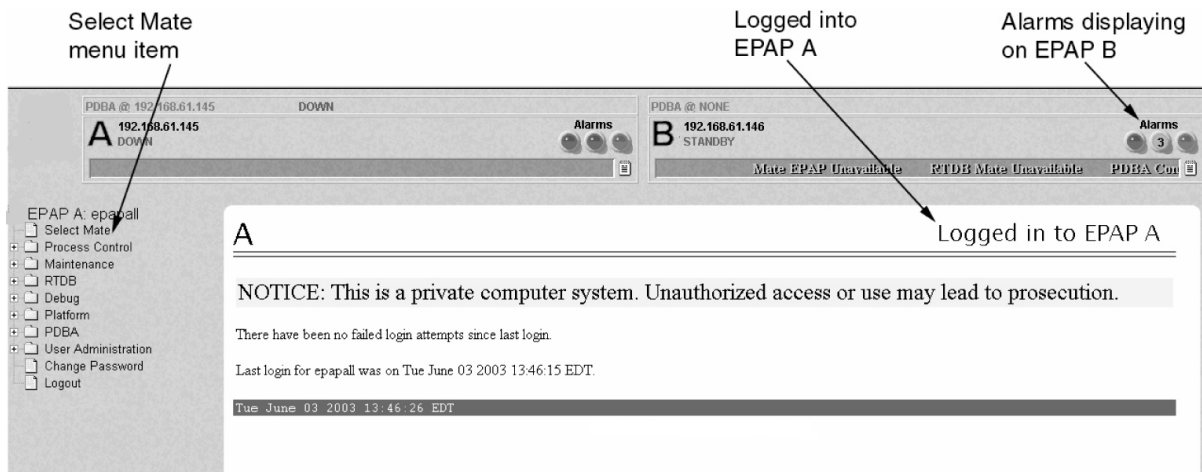 Select Mate
menu item
Logged into
EPAP A
Alarms displaying
on EPAP B
PDBA @ 192.168.61.145 DOWN
A 192.168.61.145
DOWN
Alarms
PDBA @ NONE
B 192.168.61.146
STANDBY
Alarms
3
Mate EPAP Unavailable RTDB Mate Unavailable PDBA Con
EPAP A: epapall
Select Mate
Process Control
Maintenance
RTDB
Debug
Platform
PDBA
User Administration
Change Password
Logout
A Logged in to EPAP A
NOTICE: This is a private computer system. Unauthorized access or use may lead to prosecution.
There have been no failed login attempts since last login.
Last login for epapall was on Tue June 03 2003 13:46:15 EDT.
Tue June 03 2003 13:46:26 EDT